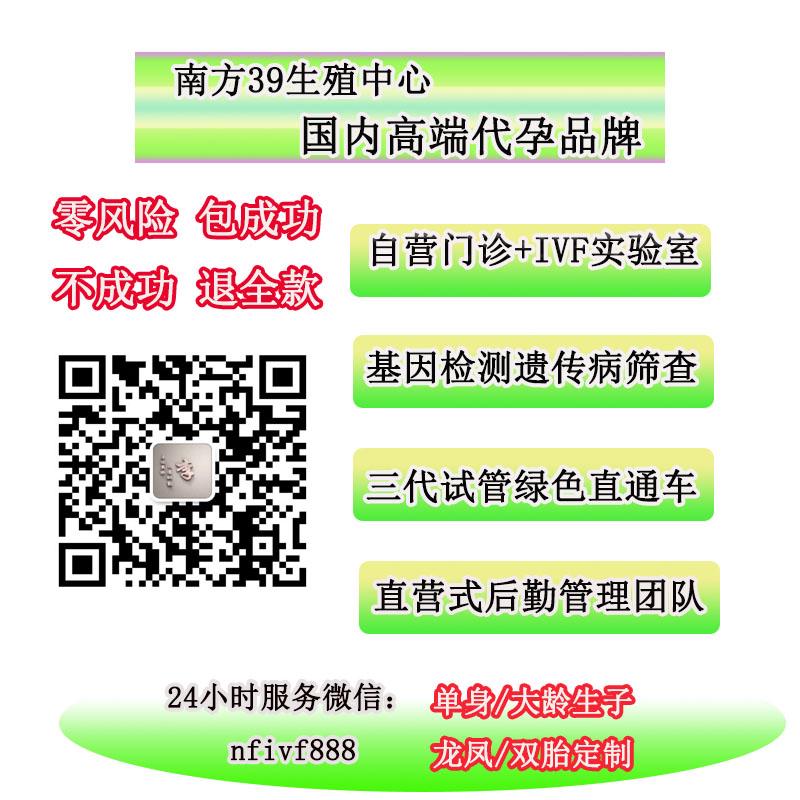 南方39生殖中心
国内高端代孕品牌
零风险 包成功
不成功 退全款
自营门诊+IVF实验室
基因检测遗传病筛查
三代试管绿色直通车
直营式后勤管理团队
24小时服务微信：
nfivf888
单身/大龄生子
龙凤/双胎定制